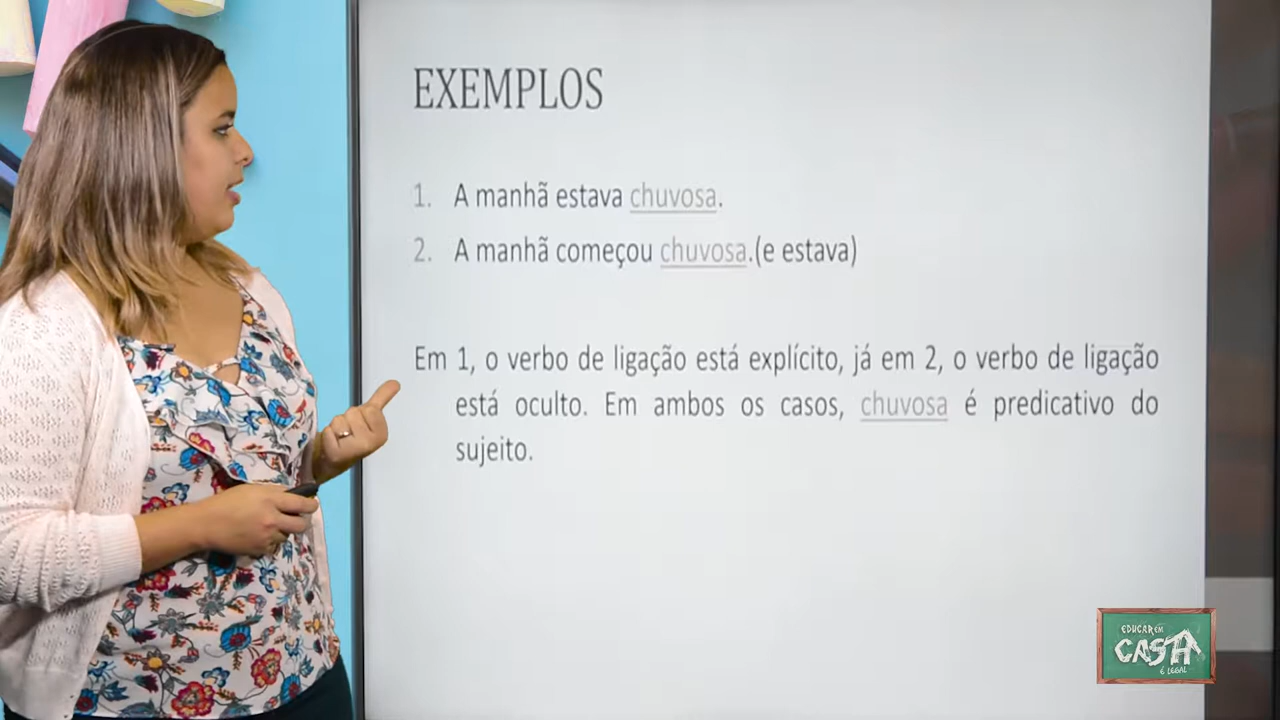 EXEMPLOS
1. A manhã estava chuvosa.
2. A manhã começou chuvosa.(e estava)
Em 1, o verbo de ligação está explícito, já em 2, o verbo de ligação
está oculto. Em ambos os casos, chuvosa é predicativo do
sujeito.
EDUCAR EM
CASA
É LEGAL